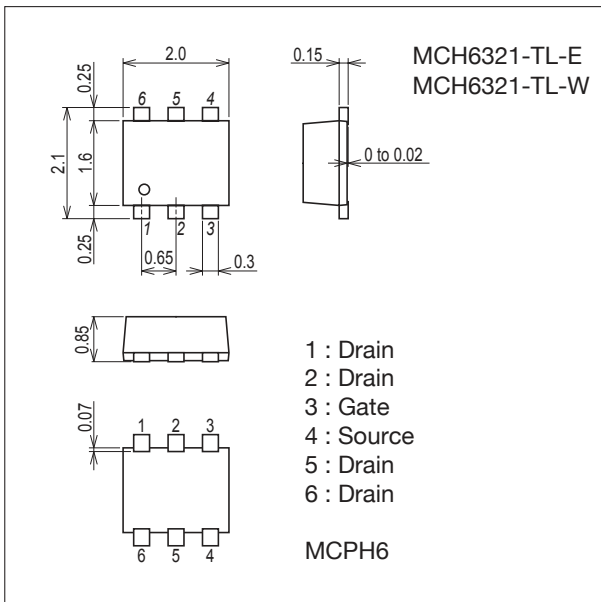 2.0
0.15
MCH6321-TL-E
MCH6321-TL-W
0.25
6 5 4
2.1
1.6
0 to 0.02
0.25
1 2 3
0.65
0.3
0.85
1 : Drain
2 : Drain
3 : Gate
4 : Source
5 : Drain
6 : Drain
0.07
1 2 3
6 5 4
MCPH6